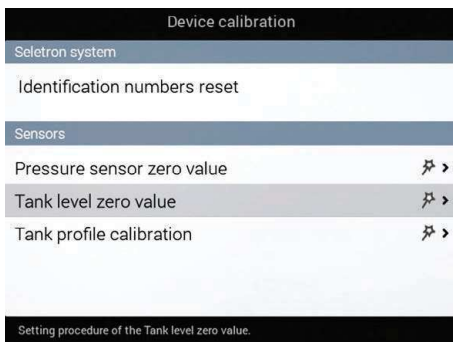 Device calibration
Seletron system
Identification numbers reset
Sensors
Pressure sensor zero value
Tank level zero value
Tank profile calibration
Setting procedure of the Tank level zero value.